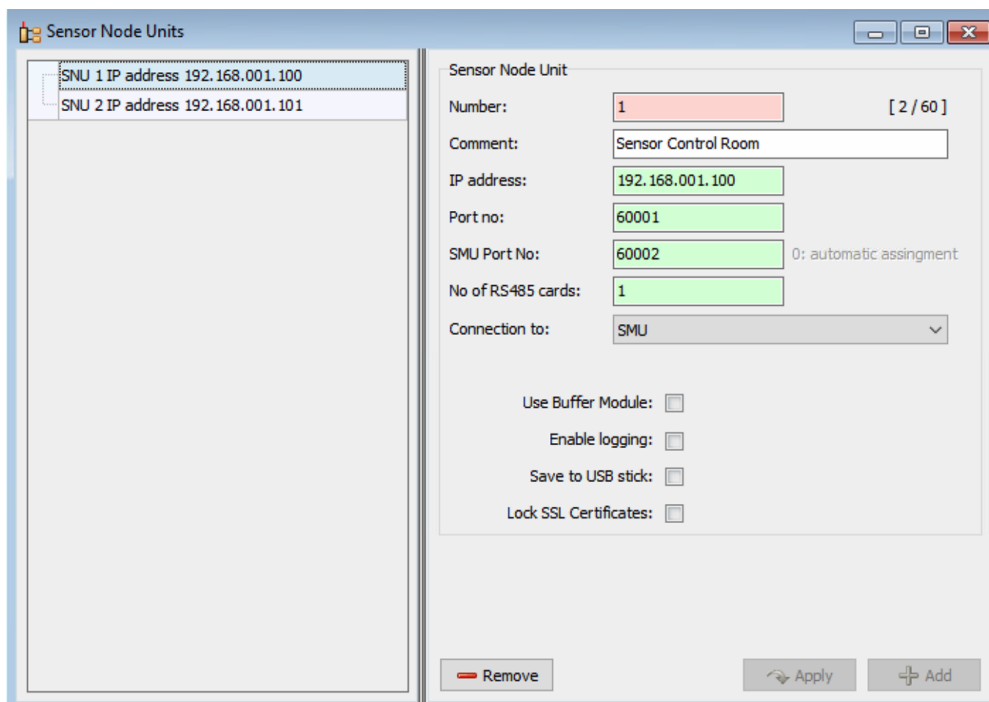 Sensor Node Units
SNU 1 IP address 192.168.001.100
SNU 2 IP address 192.168.001.101
Sensor Node Unit
Number: 1 [ 2 / 60 ]
Comment: Sensor Control Room
IP address: 192.168.001.100
Port no: 60001
SMU Port No: 60002 0: automatic assingment
No of RS485 cards: 1
Connection to: SMU
Use Buffer Module:
Enable logging:
Save to USB stick:
Lock SSL Certificates:
Remove Apply Add